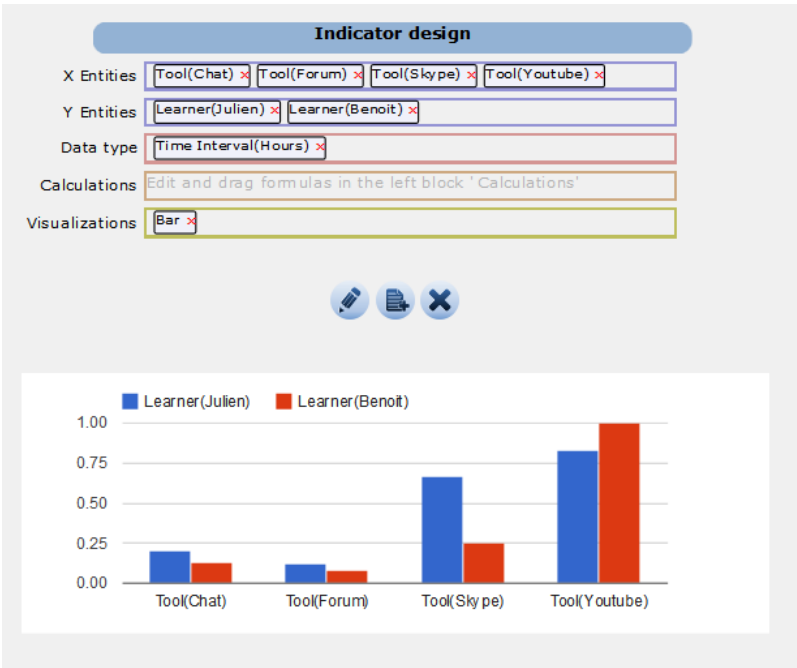 Indicator design
X Entities Tool(Chat) x Tool(Forum) x Tool(Skype) x Tool(Youtube) x
Y Entities Learner(Julien) x Learner(Benoit) x
Data type Time Interval(Hours) x
Calculations Edit and drag formulas in the left block ' Calculations'
Visualizations Bar x
Learner(Julien) Learner(Benoit)
1.00
0.75
0.50
0.25
0.00
Tool(Chat) Tool(Forum) Tool(Skype) Tool(Youtube)